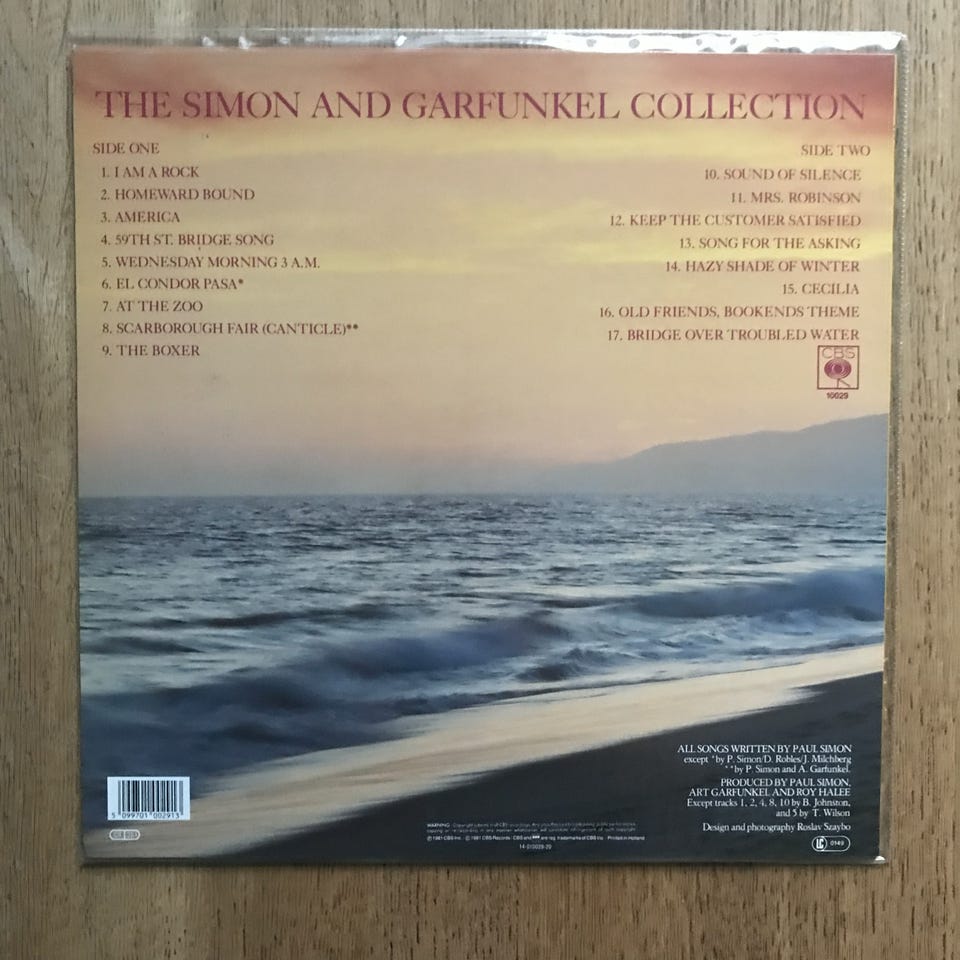 THE SIMON AND GARFUNKEL COLLECTION
SIDE ONE
1. I AM A ROCK
2. HOMEWARD BOUND
3. AMERICA
4. 59TH ST. BRIDGE SONG
5. WEDNESDAY MORNING 3 A.M.
6. EL CONDOR PASA*
7. AT THE ZOO
8. SCARBOROUGH FAIR (CANTICLE)**
9. THE BOXER
SIDE TWO
10. SOUND OF SILENCE
11. MRS. ROBINSON
12. KEEP THE CUSTOMER SATISFIED
13. SONG FOR THE ASKING
14. HAZY SHADE OF WINTER
15. CECILIA
16. OLD FRIENDS, BOOKENDS THEME
17. BRIDGE OVER TROUBLED WATER
CBS
10029
ALL SONGS WRITTEN BY PAUL SIMON
except *by P. Simon/D. Robles/J. Milchberg
**by P. Simon and A. Garfunkel.
PRODUCED BY PAUL SIMON,
ART GARFUNKEL AND ROY HALEE
Except tracks 1, 2, 4, 8, 10 by B. Johnston,
and 5 by T. Wilson
Design and photography Roslav Szaybo
LC 0149
5 099701 002913
WARNING: Copyright
14-010029-20